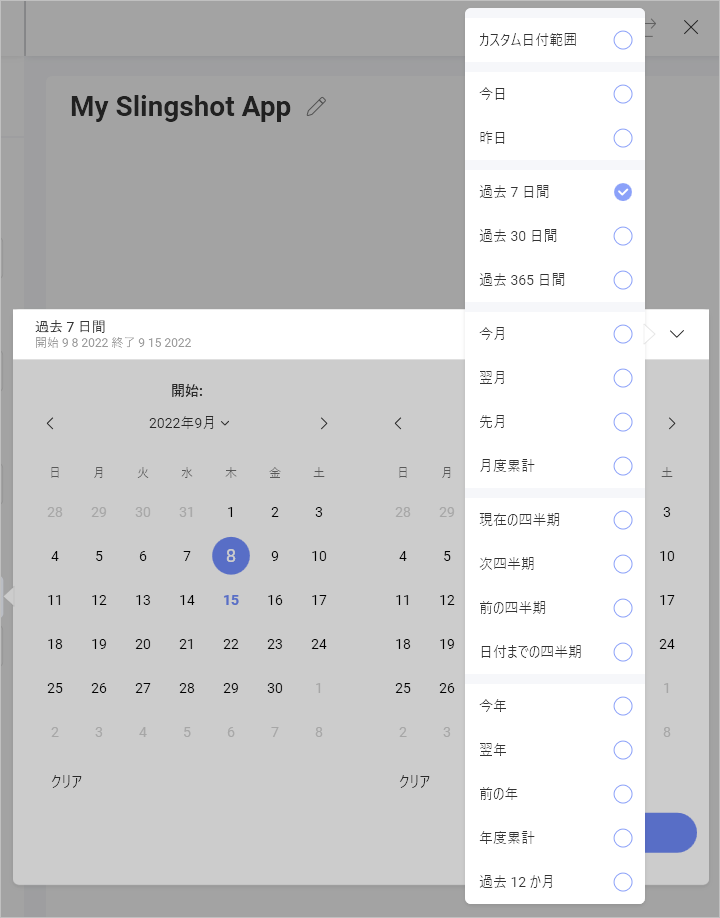 My Slingshot App
カスタム日付範囲
今日
昨日
過去 7 日間
過去 30 日間
過去 365 日間
今月
翌月
先月
月度累計
現在の四半期
次四半期
前の四半期
日付までの四半期
今年
翌年
前の年
年度累計
過去 12 か月
過去 7 日間
開始 9 8 2022 終了 9 15 2022
開始:
2022年9月
日 月 火 水 木 金 土
28 29 30 31 1 2 3
4 5 6 7 8 9 10
11 12 13 14 15 16 17
18 19 20 21 22 23 24
25 26 27 28 29 30 1
2 3 4 5 6 7 8
クリア
日 月 土
28 29 3
4 5 10
11 12 17
18 19 24
25 26 1
2 3 8
クリア